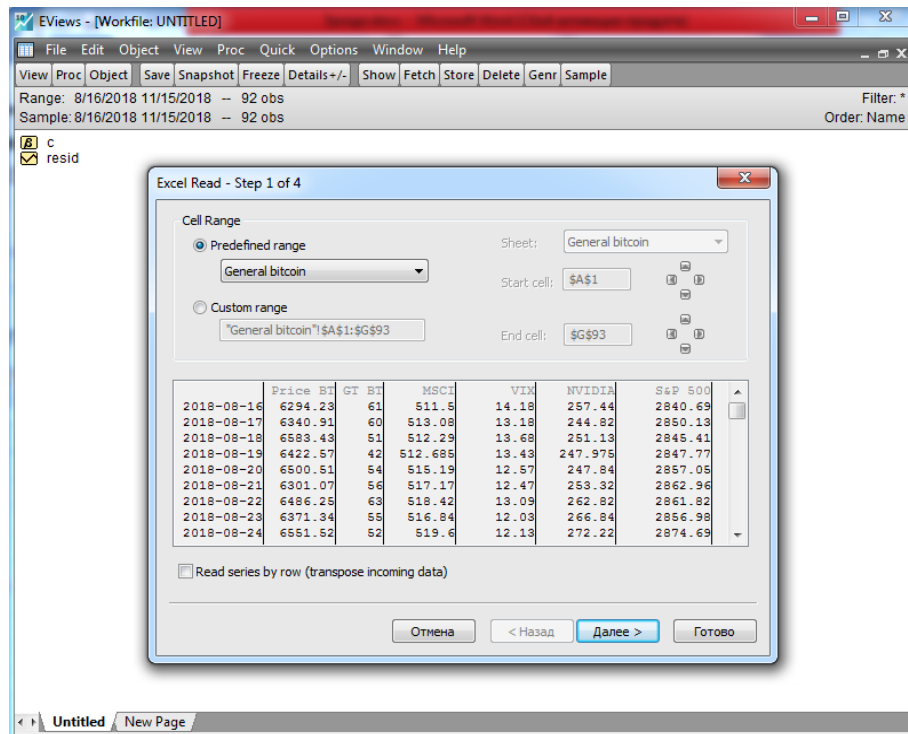 EViews - [Workfile: UNTITLED]
File Edit Object View Proc Quick Options Window Help
View Proc Object Save Snapshot Freeze Details+/- Show Fetch Store Delete Genr Sample
Range: 8/16/2018 11/15/2018 -- 92 obs Filter: *
Sample: 8/16/2018 11/15/2018 -- 92 obs Order: Name
c
resid
Excel Read - Step 1 of 4
Cell Range
Predefined range
General bitcoin
Custom range
"General bitcoin"!$A$1:$G$93
Sheet: General bitcoin
Start cell: $A$1
End cell: $G$93
Price BT GT BT MSCI VIX NVIDIA S&P 500
2018-08-16 6294.23 61 511.5 14.18 257.44 2840.69
2018-08-17 6340.91 60 513.08 13.18 244.82 2850.13
2018-08-18 6583.43 51 512.29 13.68 251.13 2845.41
2018-08-19 6422.57 42 512.685 13.43 247.975 2847.77
2018-08-20 6500.51 54 515.19 12.57 247.84 2857.05
2018-08-21 6301.07 56 517.17 12.47 253.32 2862.96
2018-08-22 6486.25 63 518.42 13.09 262.82 2861.82
2018-08-23 6371.34 55 516.84 12.03 266.84 2856.98
2018-08-24 6551.52 52 519.6 12.13 272.22 2874.69
Read series by row (transpose incoming data)
Отмена < Назад Далее > Готово
Untitled New Page